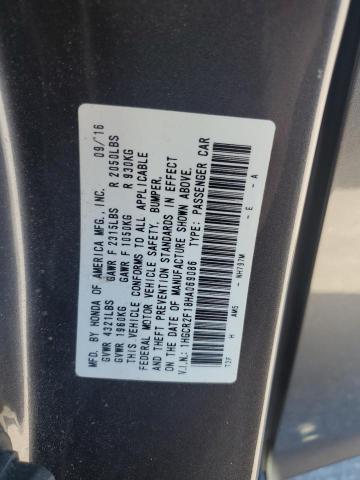 MFD. BY HONDA OF AMERICA MFG., INC. 09/16
GVWR 4321LBS GAWR F 2315LBS R 2050LBS
GVWR 1960KG GAWR F 1050KG R 930KG
THIS VEHICLE CONFORMS TO ALL APPLICABLE
FEDERAL MOTOR VEHICLE SAFETY, BUMPER,
AND THEFT PREVENTION STANDARDS IN EFFECT
ON THE DATE OF MANUFACTURE SHOWN ABOVE.
V.I.N.: 1HGCR2F18HA069086 TYPE: PASSENGER CAR
T2F H AM5 - NH797M - E - A